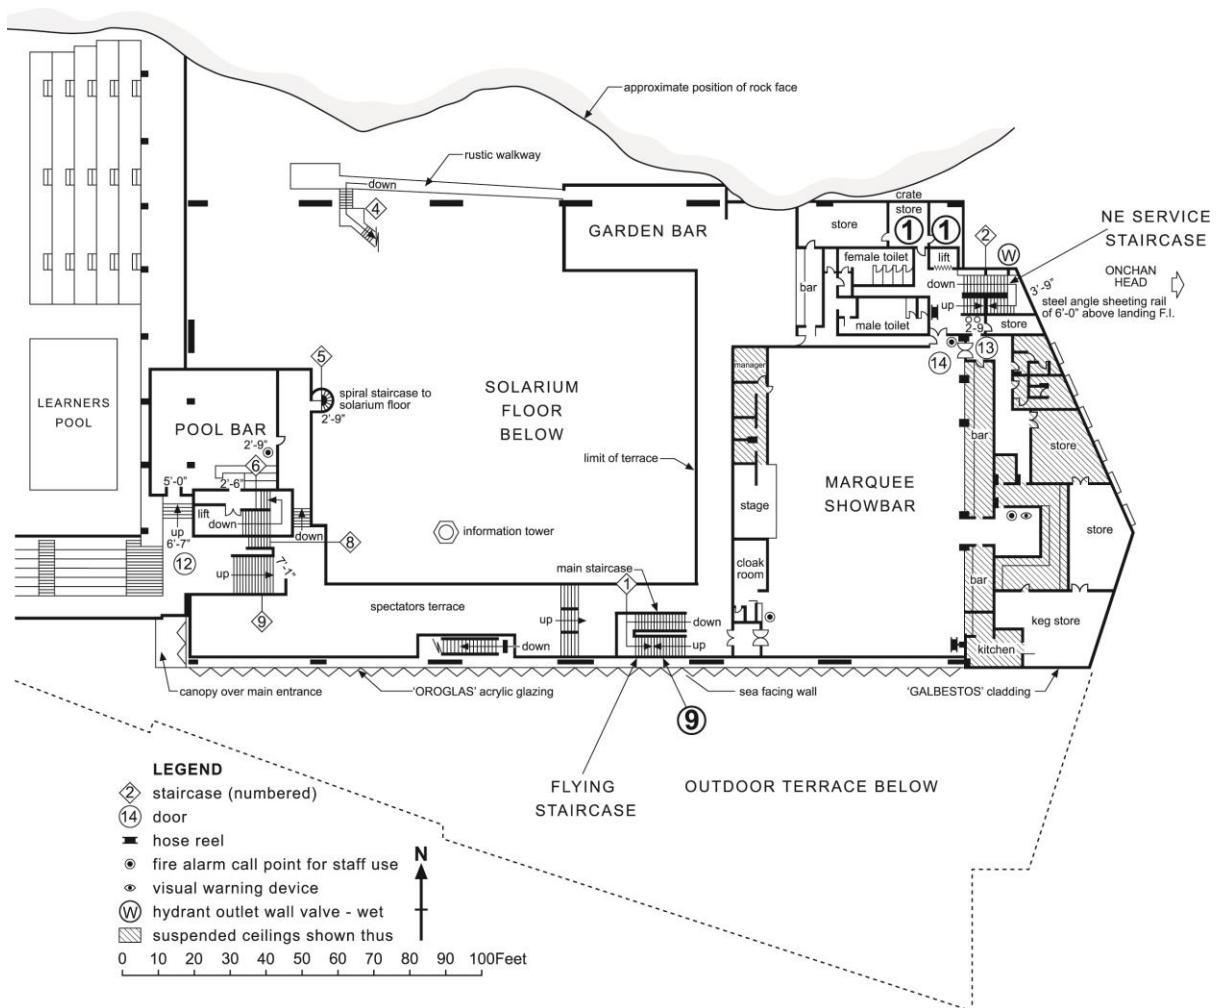 approximate position of rock face
rustic walkway
down
4
crate
store
store
1
1
2
W
NE SERVICE
STAIRCASE
GARDEN BAR
female toilet
lift
ONCHAN
HEAD
bar
down
3'-9"
steel angle sheeting rail
of 6'-0" above landing F.I.
up
male toilet
2-9
store
14
13
5
manager
spiral staircase to
solarium floor
2'-9"
SOLARIUM
FLOOR
BELOW
LEARNERS
POOL
POOL BAR
2'-9"
6
bar
store
limit of terrace
5'-0"
2'-6"
MARQUEE
SHOWBAR
lift
stage
down
down
up
6'-7"
information tower
store
8
12
7'-1"
cloak
room
main staircase
1
up
bar
spectators terrace
9
up
down
keg store
down
up
kitchen
canopy over main entrance
'OROGLAS' acrylic glazing
sea facing wall
'GALBESTOS' cladding
9
LEGEND
FLYING
STAIRCASE
OUTDOOR TERRACE BELOW
2 staircase (numbered)
14 door
hose reel
fire alarm call point for staff use
N
visual warning device
W hydrant outlet wall valve - wet
suspended ceilings shown thus
0 10 20 30 40 50 60 70 80 90 100Feet